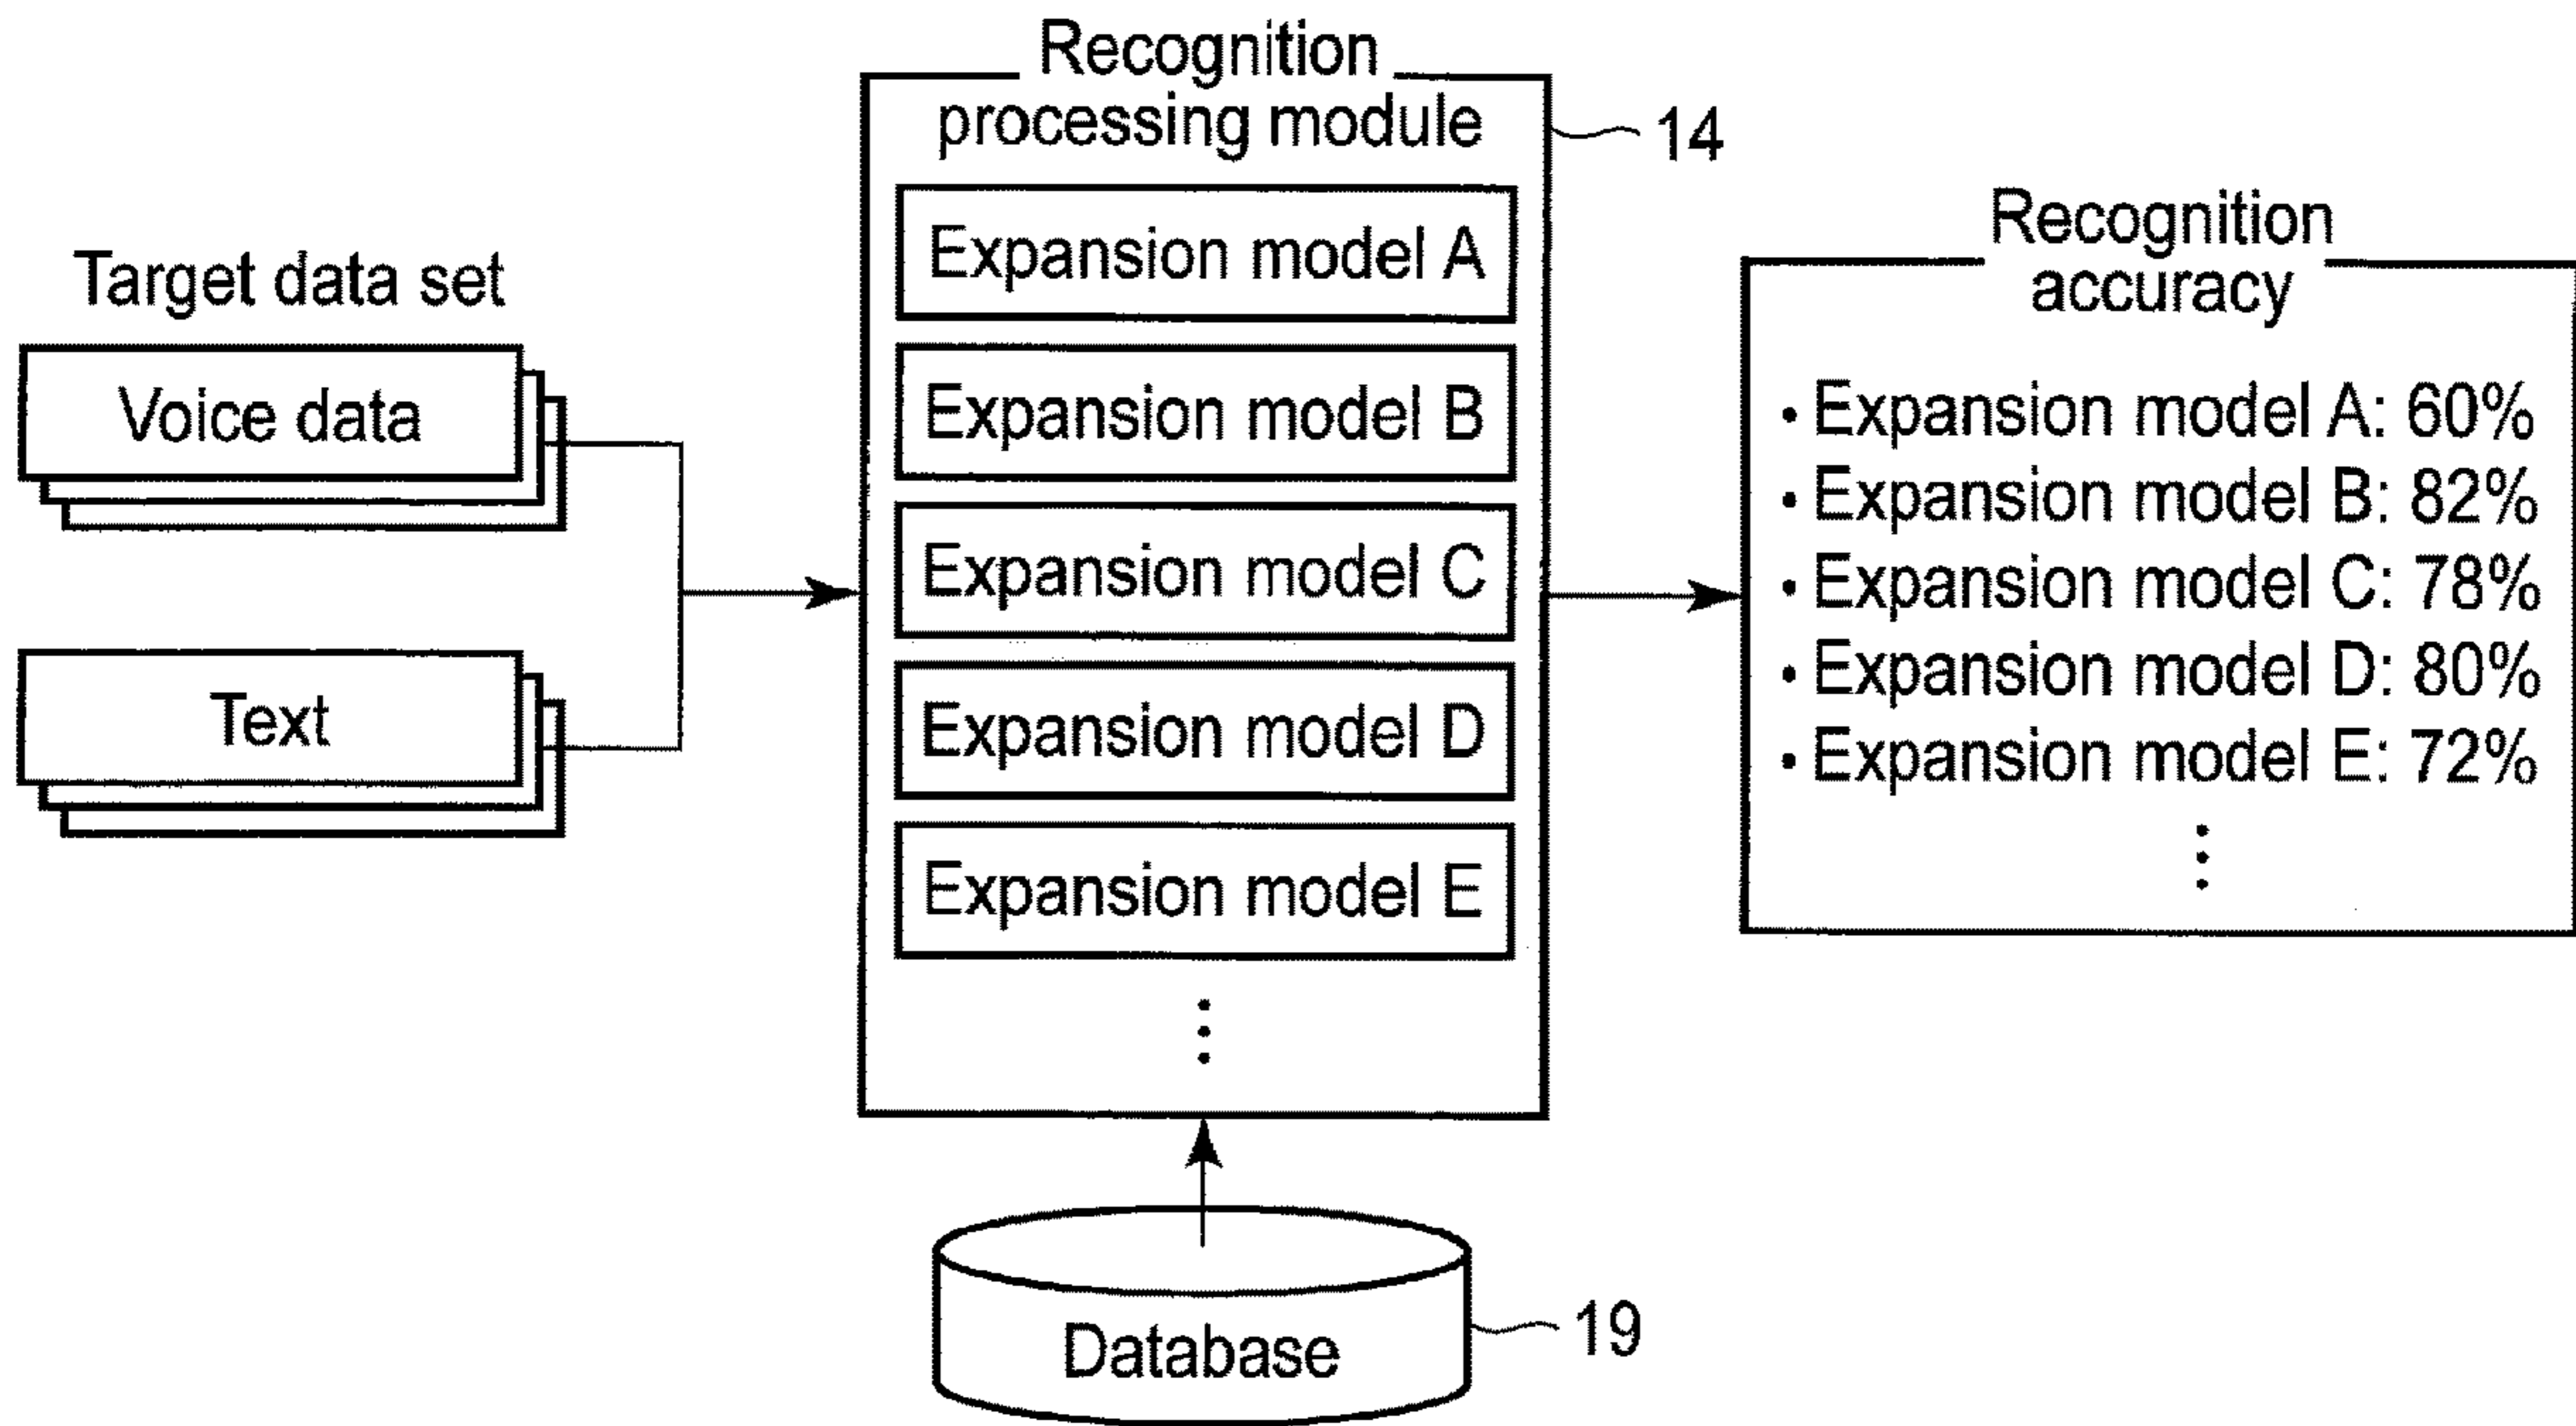 Target data set
Voice data
Text
Recognition
processing module
14
Expansion model A
Expansion model B
Expansion model C
Expansion model D
Expansion model E
Database
19
Recognition
accuracy
• Expansion model A: 60%
• Expansion model B: 82%
• Expansion model C: 78%
• Expansion model D: 80%
• Expansion model E: 72%